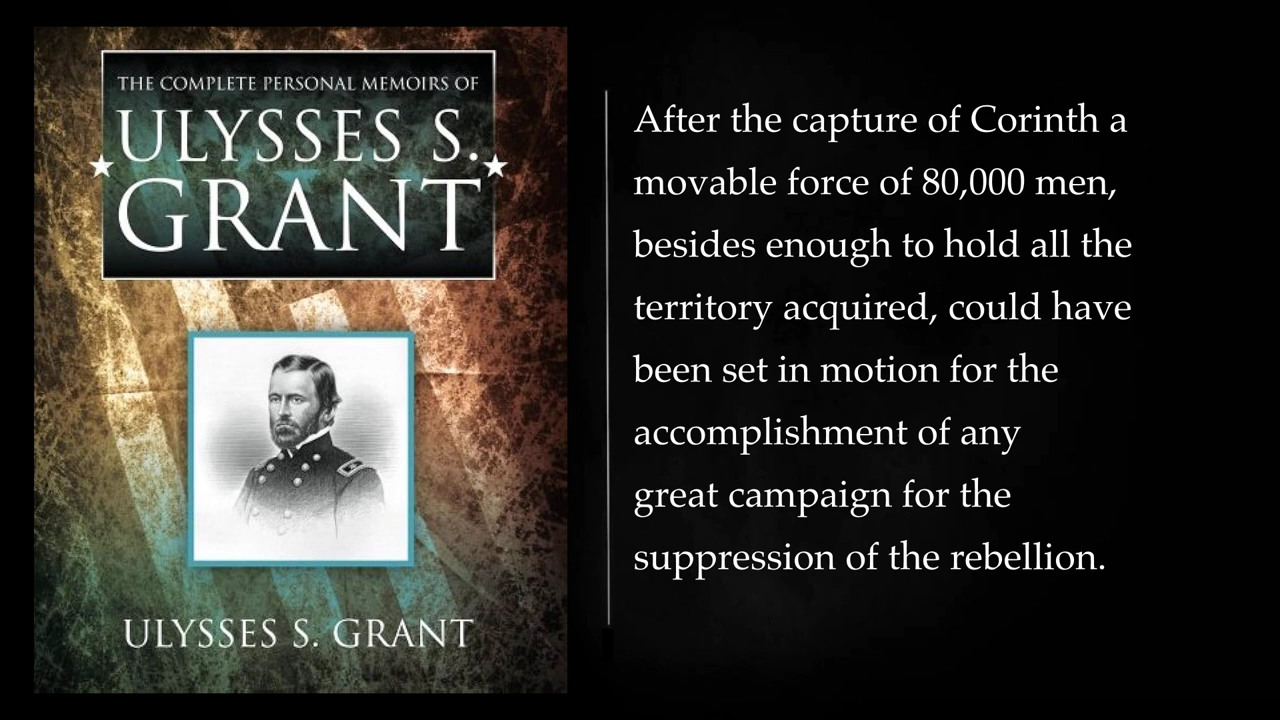 THE COMPLETE PERSONAL MEMOIRS OF
ULYSSES S.
GRANT
ULYSSES S. GRANT
After the capture of Corinth a
movable force of 80,000 men,
besides enough to hold all the
territory acquired, could have
been set in motion for the
accomplishment of any
great campaign for the
suppression of the rebellion.